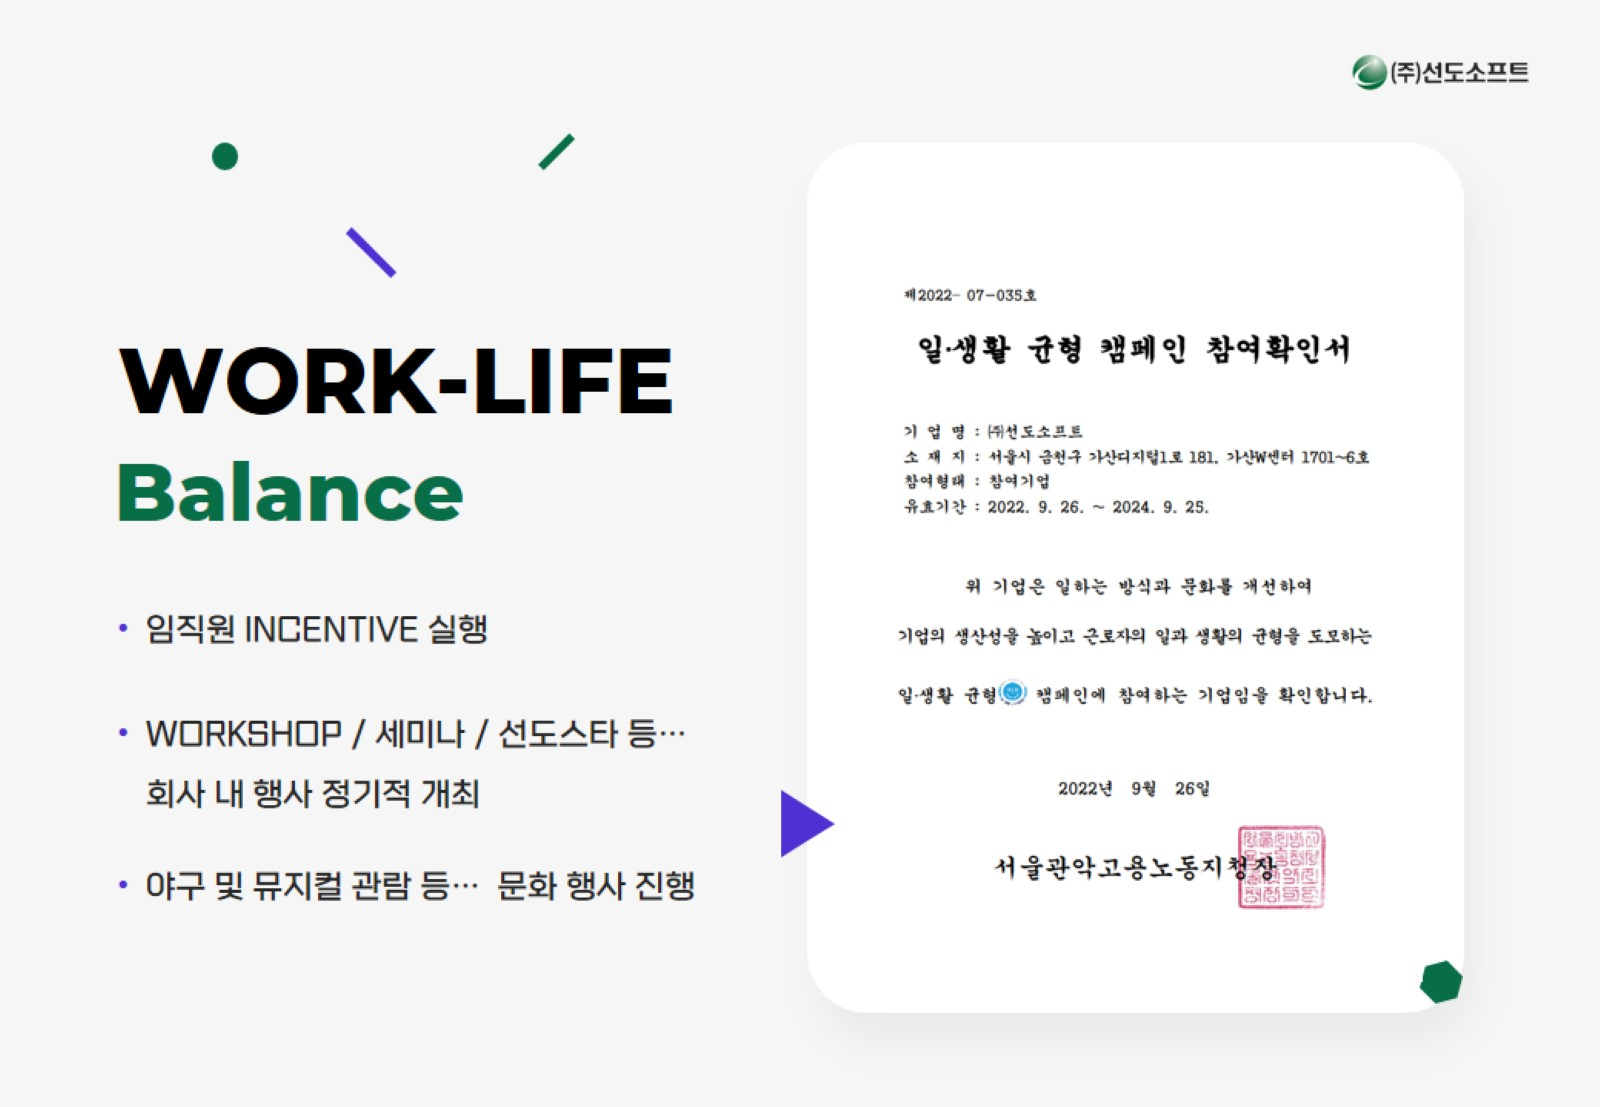 (주)선도소프트
WORK-LIFE
Balance
• 임직원 INCENTIVE 실행
• WORKSHOP / 세미나 / 선도스타 등…
회사 내 행사 정기적 개최
• 야구 및 뮤지컬 관람 등… 문화 행사 진행
제2022- 07-035호
일·생활 균형 캠페인 참여확인서
기 업 명 : ㈜선도소프트
소 재 지 : 서울시 금천구 가산디지털1로 181, 가산W센터 1701~6호
참여형태 : 참여기업
유효기간 : 2022. 9. 26. ~ 2024. 9. 25.
위 기업은 일하는 방식과 문화를 개선하여
기업의 생산성을 높이고 근로자의 일과 생활의 균형을 도모하는
일·생활 균형 캠페인에 참여하는 기업임을 확인합니다.
2022년 9월 26일
서울관악고용노동지청장